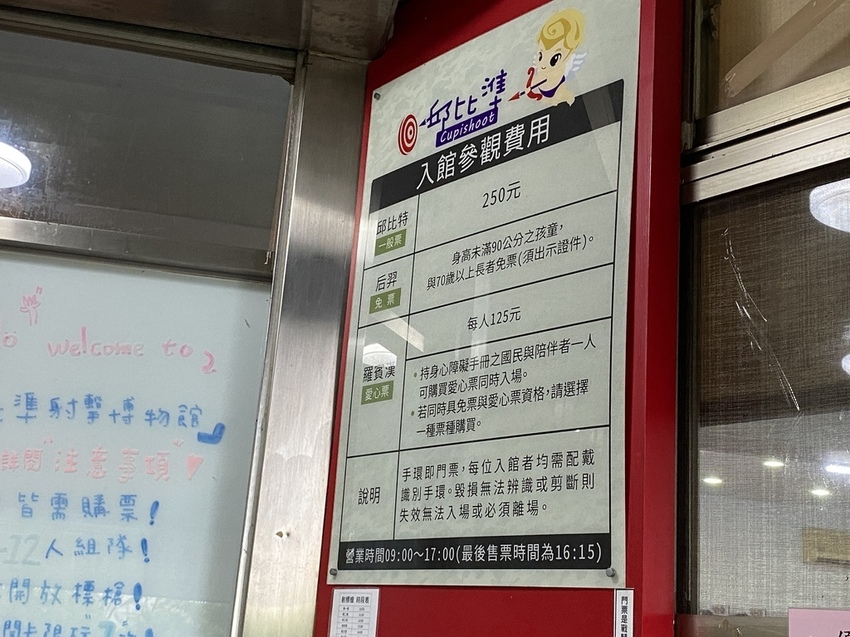 邱比準
Cupishoot
入館參觀費用
邱比特
一般票
250元
后羿
免票
身高未滿90公分之孩童,
與70歲以上長者免票(須出示證件)。
羅賓漢
愛心票
每人125元
• 持身心障礙手冊之國民與陪伴者一人
可購買愛心票同時入場。
• 若同時具免票與愛心票資格,請選擇
一種票種購買。
說明
手環即門票,每位入館者均需配戴
識別手環。毀損無法辨識或剪斷則
失效無法入場或必須離場。
營業時間09:00~17:00(最後售票時間為16:15)
welcome to
準射擊博物館
詳閱"注意事項"
皆需購票!
-12人組隊!
開放標槍!
門票是